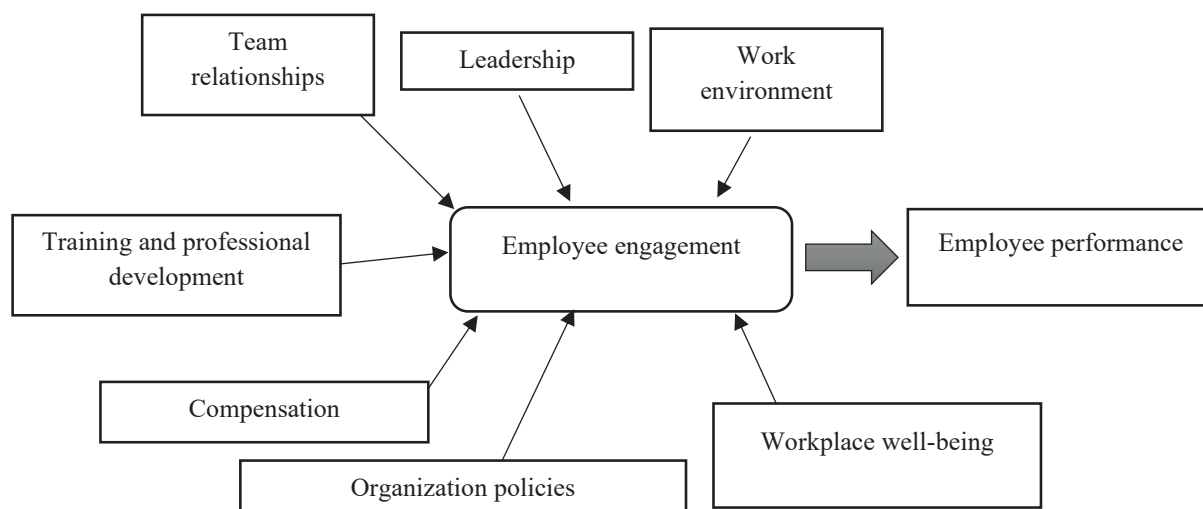 Team
relationships
Leadership
Work
environment
Training and professional
development
Employee engagement
Employee performance
Compensation
Organization policies
Workplace well-being